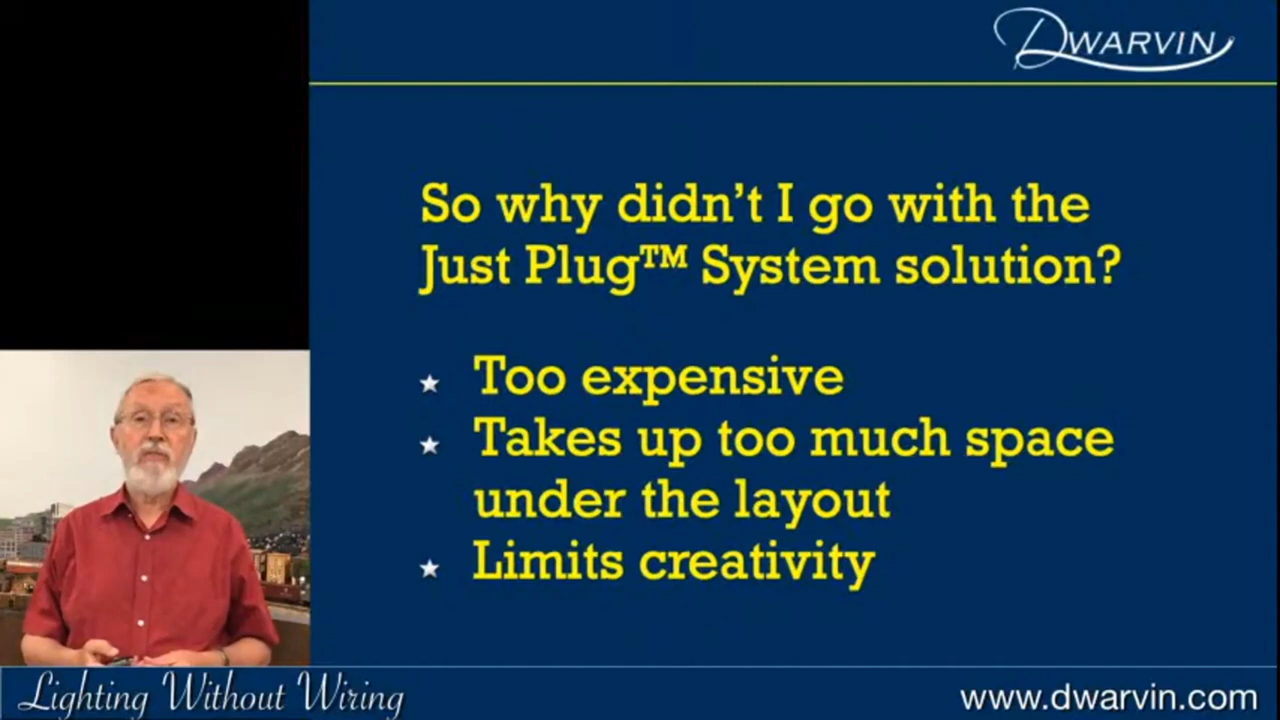 DWARVIN
So why didn't I go with the
Just Plug™ System solution?
★ Too expensive
★ Takes up too much space
under the layout
★ Limits creativity
Lighting Without Wiring
www.dwarvin.com